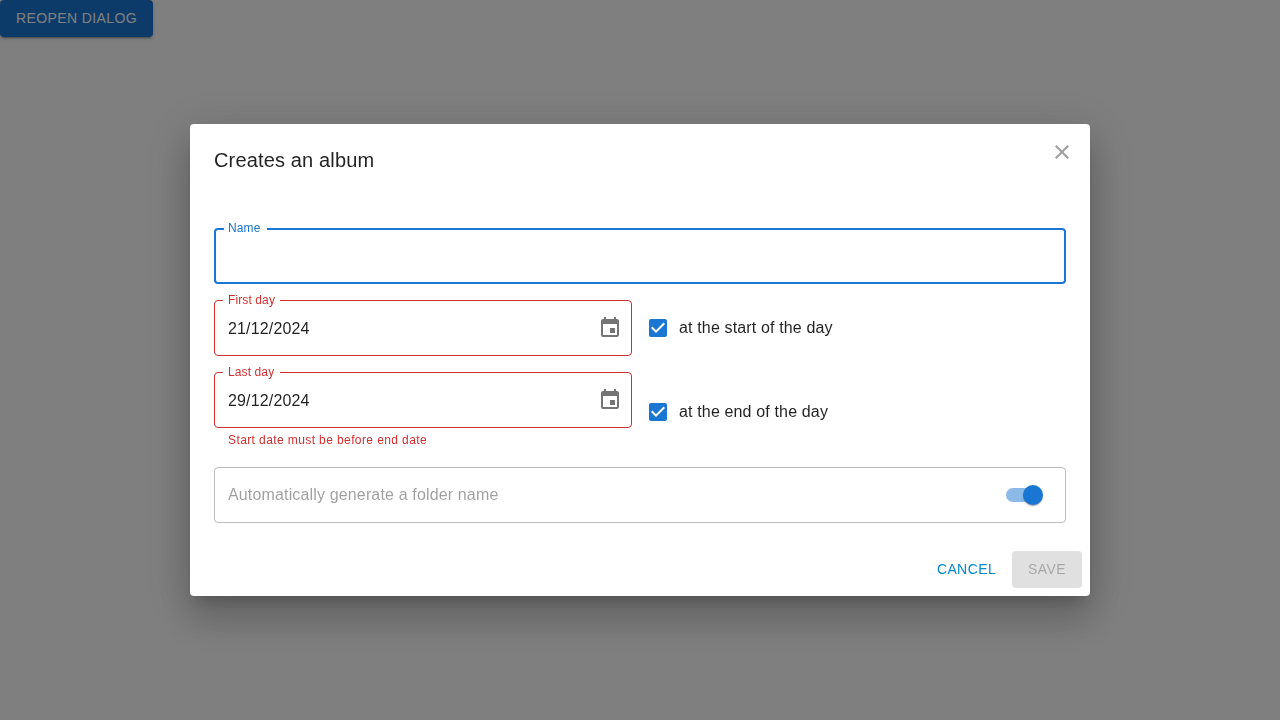 REOPEN DIALOG
Creates an album
Name
First day
21/12/2024
at the start of the day
Last day
29/12/2024
at the end of the day
Start date must be before end date
Automatically generate a folder name
CANCEL
SAVE